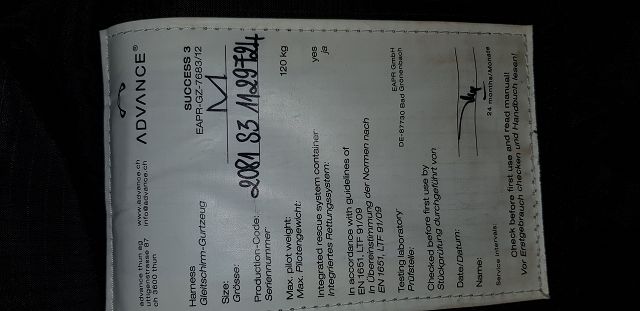 ADVANCE®
advance thun ag
uttigenstrasse 87
ch 3600 thun
www.advance.ch
info@advance.ch
Harness
Gleitschirm-Gurtzeug
SUCCESS 3
EAPR-GZ-7683/12
Size:
Grösse:
M
Production-Code:
Seriennummer
Max. pilot weight:
Max. Pilotengewicht:
120 kg
Integrated rescue system container
Integriertes Rettungssystem:
yes
ja
In accordance with guidelines of
EN 1651, LTF 91/09
In Übereinstimmung der Normen nach
EN 1651, LTF 91/09
Testing laboratory
Prüfstelle:
EAPR GmbH
DE-87730 Bad Grönenbach
Checked before first use by
Stückprüfung durchgeführt von
Date/Datum:
Name:
Service intervals:
24 months/Monate
Check before first use and read manual!
Vor Erstgebrauch checken und Handbuch lesen!